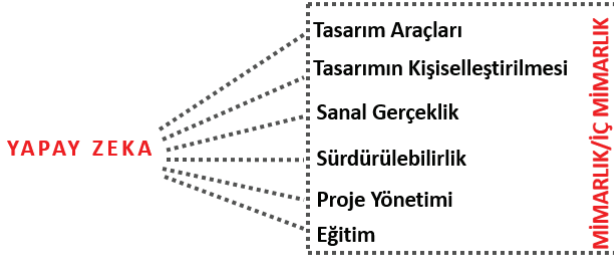 YAPAY ZEKA
Tasarım Araçları
Tasarımın Kişiselleştirilmesi
Sanal Gerçeklik
Sürdürülebilirlik
Proje Yönetimi
Eğitim
MİMARLIK/İÇ MİMARLIK